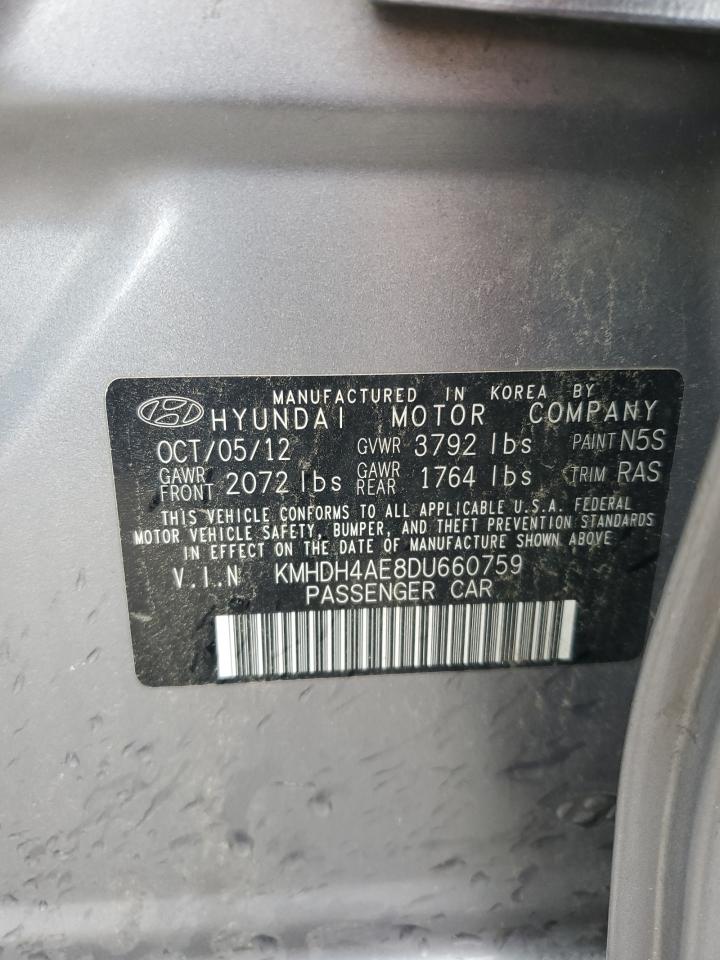 MANUFACTURED IN KOREA BY
HYUNDAI MOTOR COMPANY
OCT/05/12 GVWR 3792 lbs PAINT N5S
GAWR FRONT 2072 lbs GAWR REAR 1764 lbs TRIM RAS
THIS VEHICLE CONFORMS TO ALL APPLICABLE U.S.A. FEDERAL
MOTOR VEHICLE SAFETY, BUMPER, AND THEFT PREVENTION STANDARDS
IN EFFECT ON THE DATE OF MANUFACTURE SHOWN ABOVE.
V.I.N KMHDH4AE8DU660759
PASSENGER CAR